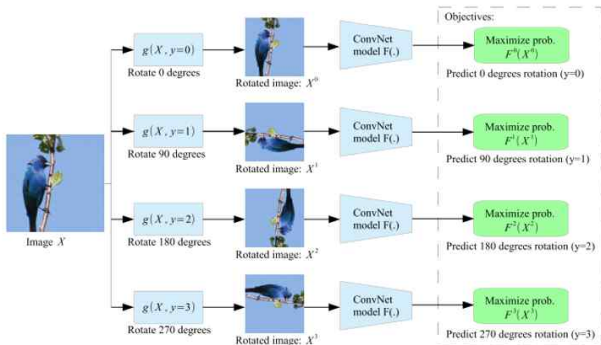 Objectives:
g(X, y=0)
Rotate 0 degrees
Rotated image: X⁰
ConvNet
model F(.)
Maximize prob.
F⁰(X⁰)
Predict 0 degrees rotation (y=0)
g(X, y=1)
Rotate 90 degrees
Rotated image: X¹
ConvNet
model F(.)
Maximize prob.
F¹(X¹)
Predict 90 degrees rotation (y=1)
Image X
g(X, y=2)
Rotate 180 degrees
Rotated image: X²
ConvNet
model F(.)
Maximize prob.
F²(X²)
Predict 180 degrees rotation (y=2)
g(X, y=3)
Rotate 270 degrees
Rotated image: X³
ConvNet
model F(.)
Maximize prob.
F³(X³)
Predict 270 degrees rotation (y=3)